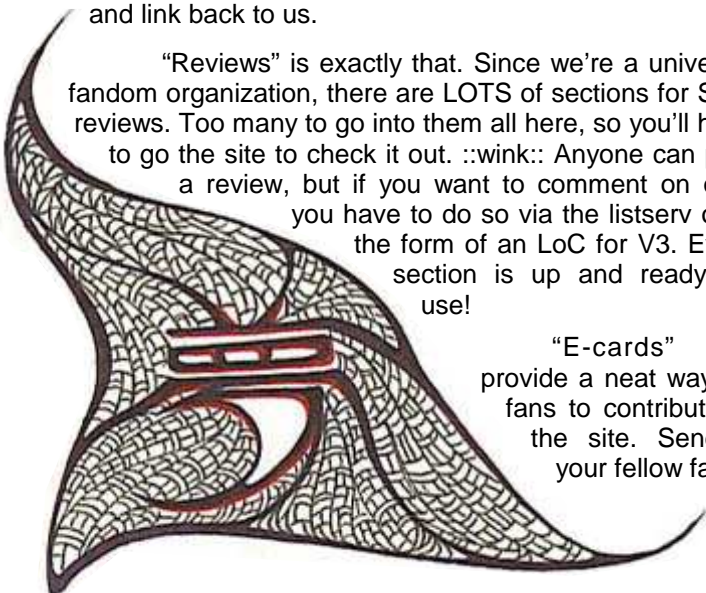 and link back to us.
“Reviews” is exactly that. Since we’re a unive
fandom organization, there are LOTS of sections for S
reviews. Too many to go into them all here, so you’ll h
to go the site to check it out. ::wink:: Anyone can p
a review, but if you want to comment on o
you have to do so via the listserv o
the form of an LoC for V3. E
section is up and ready
use!
“E-cards”
provide a neat way
fans to contribut
the site. Sen
your fellow fa